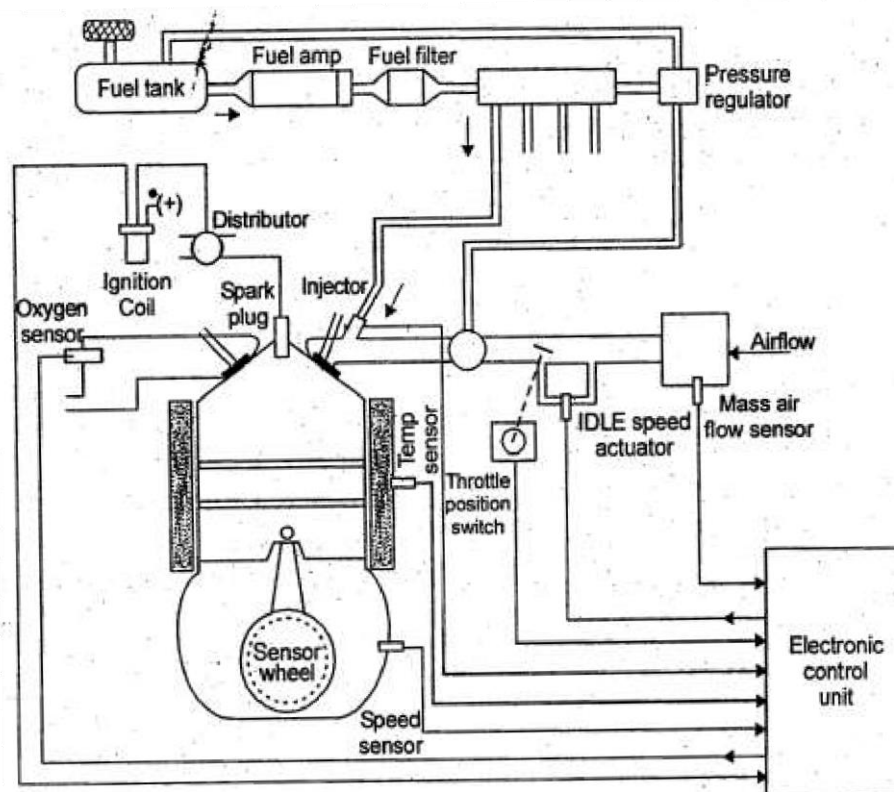 Fuel tank
Fuel amp
Fuel filter
Pressure
regulator
(+)
Distributor
Ignition
Coil
Oxygen
sensor
Spark
plug
Injector
Airflow
Mass air
flow sensor
IDLE speed
actuator
Temp
sensor
Throttle
position
switch
Sensor
wheel
Speed
sensor
Electronic
control
unit